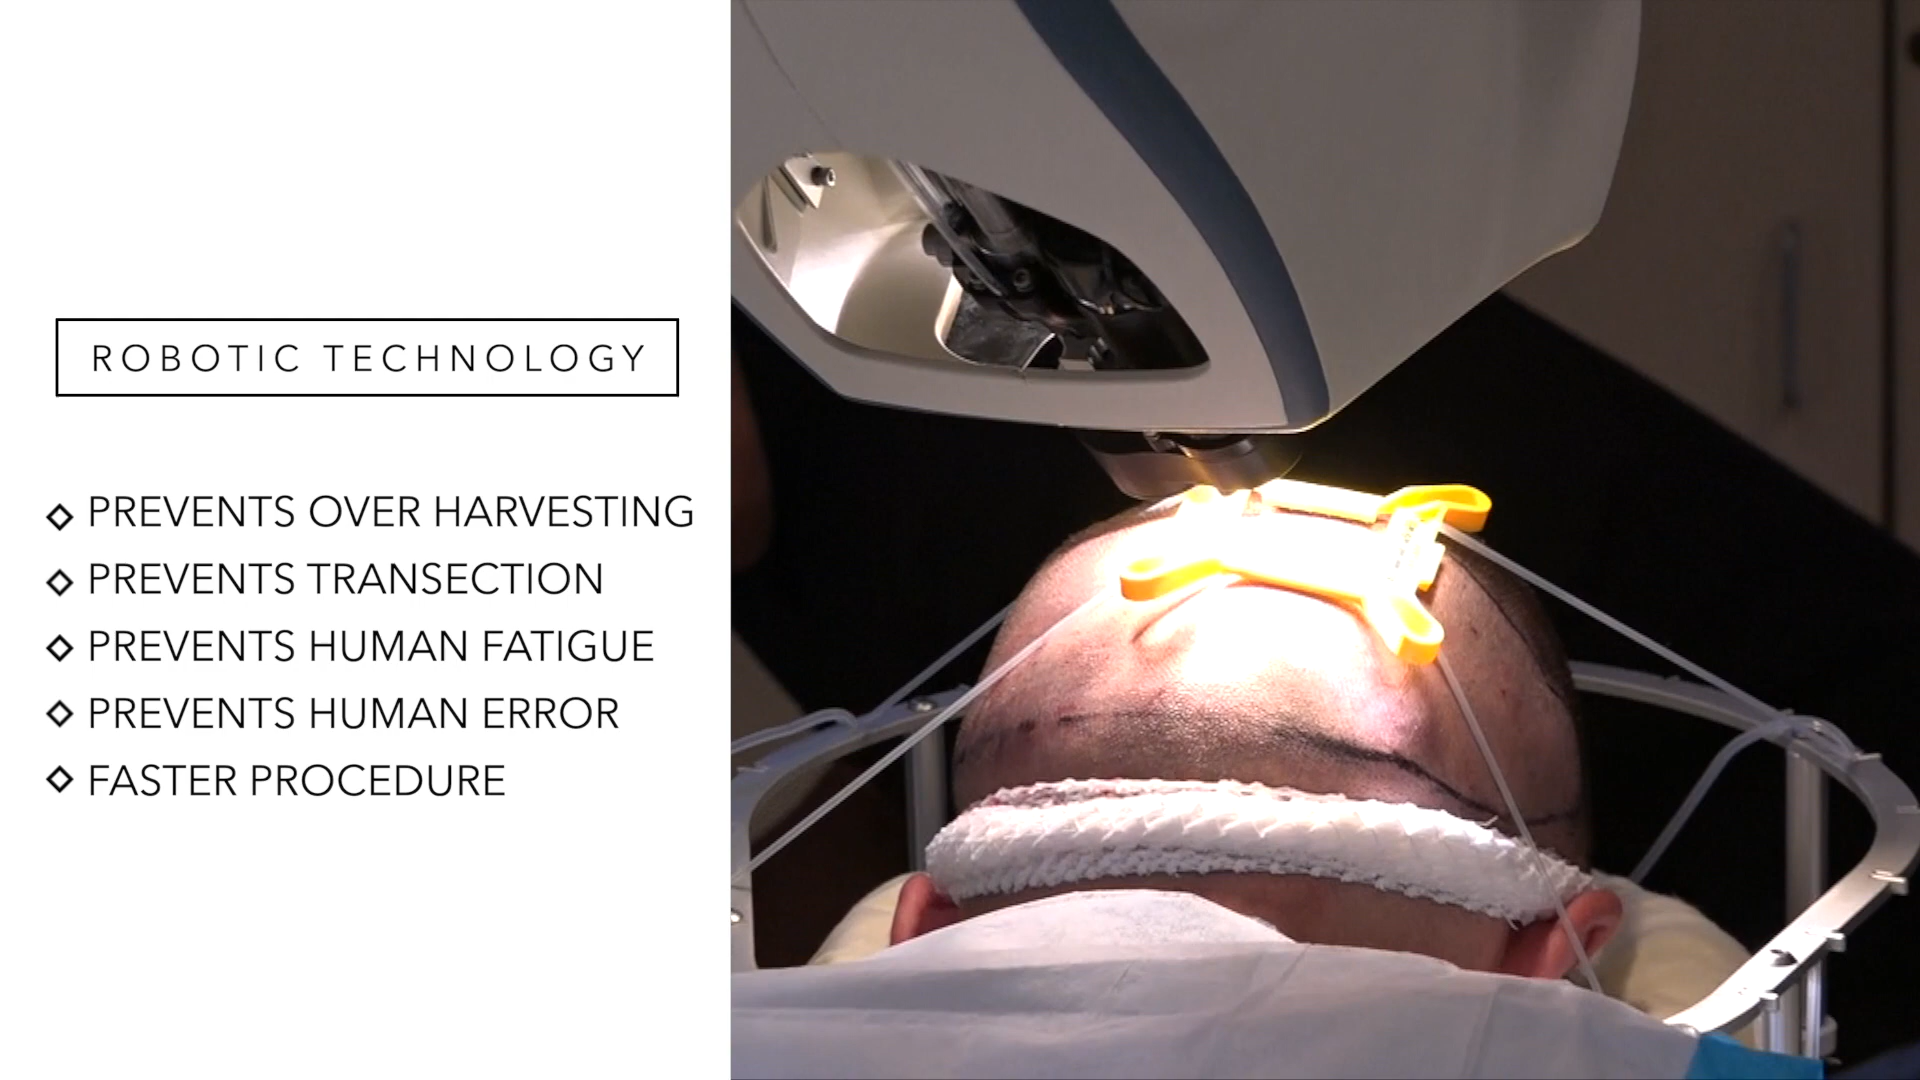 ROBOTIC TECHNOLOGY
PREVENTS OVER HARVESTING
PREVENTS TRANSECTION
PREVENTS HUMAN FATIGUE
PREVENTS HUMAN ERROR
FASTER PROCEDURE